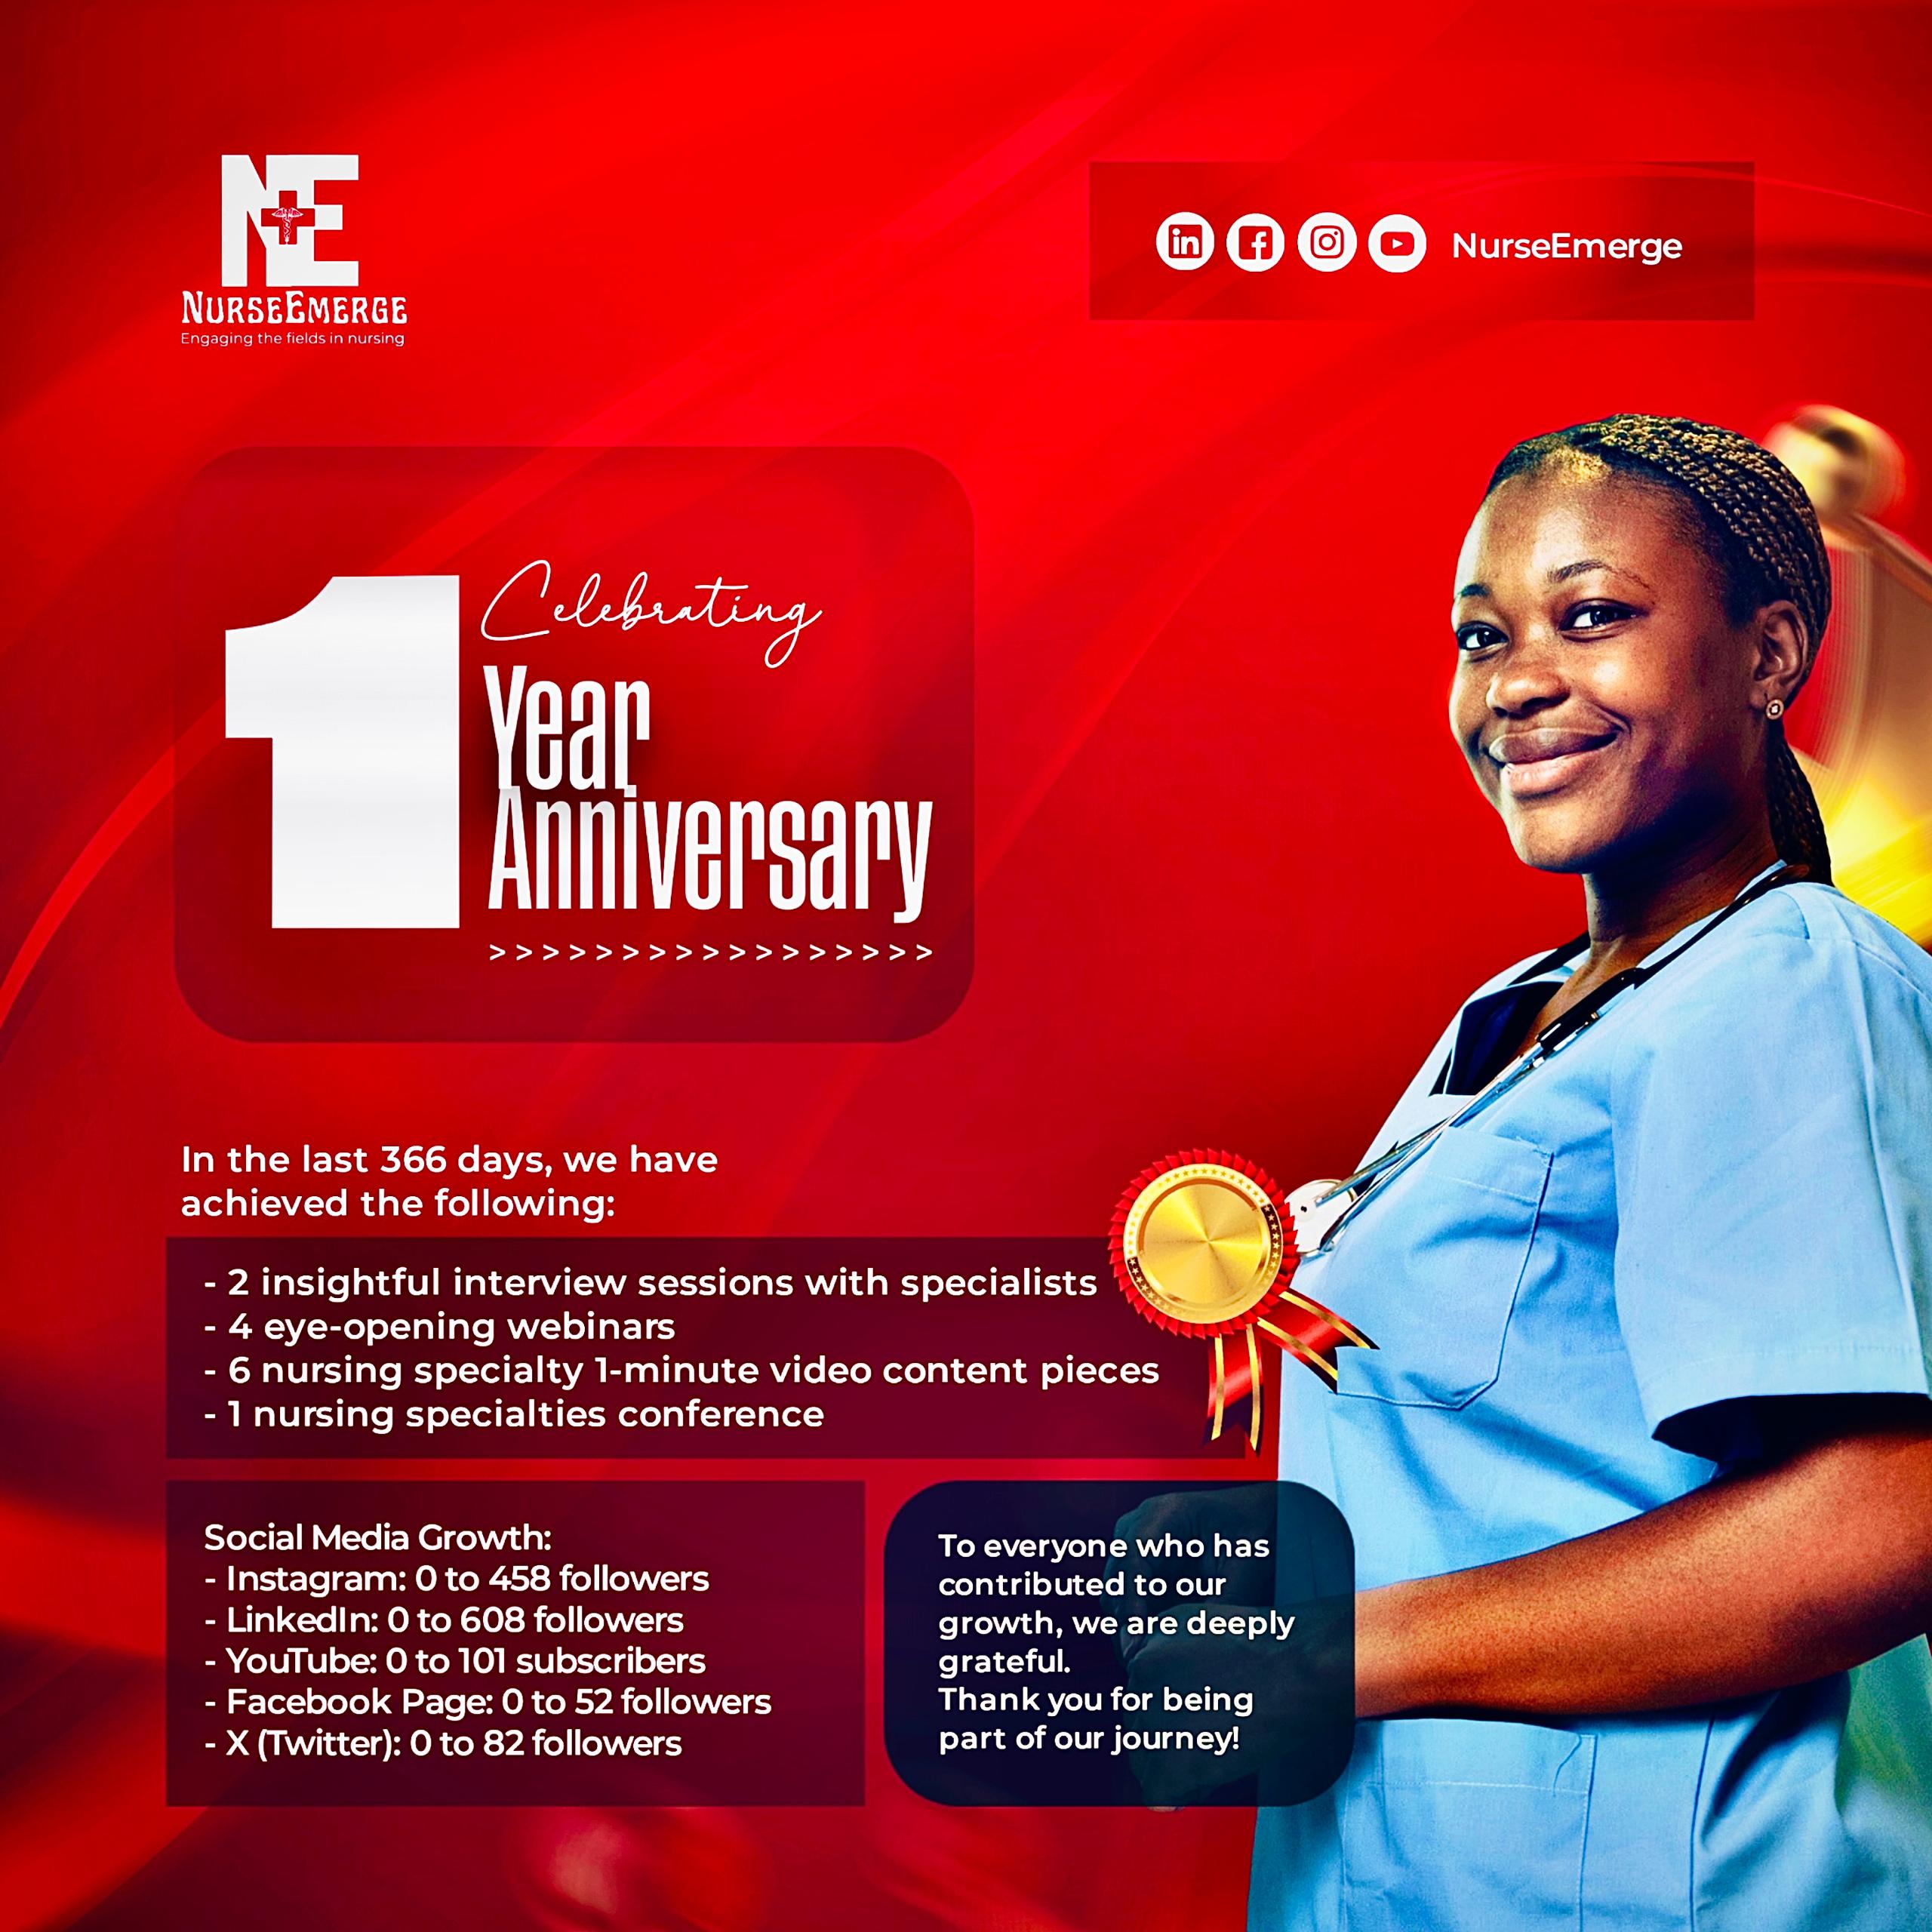 NE
NURSEEMERGE
Engaging the fields in nursing
NurseEmerge
1
Celebrating
Year
Anniversary
>>>>>>>>>>>>>>>>>
In the last 366 days, we have
achieved the following:
- 2 insightful interview sessions with specialists
- 4 eye-opening webinars
- 6 nursing specialty 1-minute video content pieces
- 1 nursing specialties conference
Social Media Growth:
- Instagram: 0 to 458 followers
- LinkedIn: 0 to 608 followers
- YouTube: 0 to 101 subscribers
- Facebook Page: 0 to 52 followers
- X (Twitter): 0 to 82 followers
To everyone who has
contributed to our
growth, we are deeply
grateful.
Thank you for being
part of our journey!